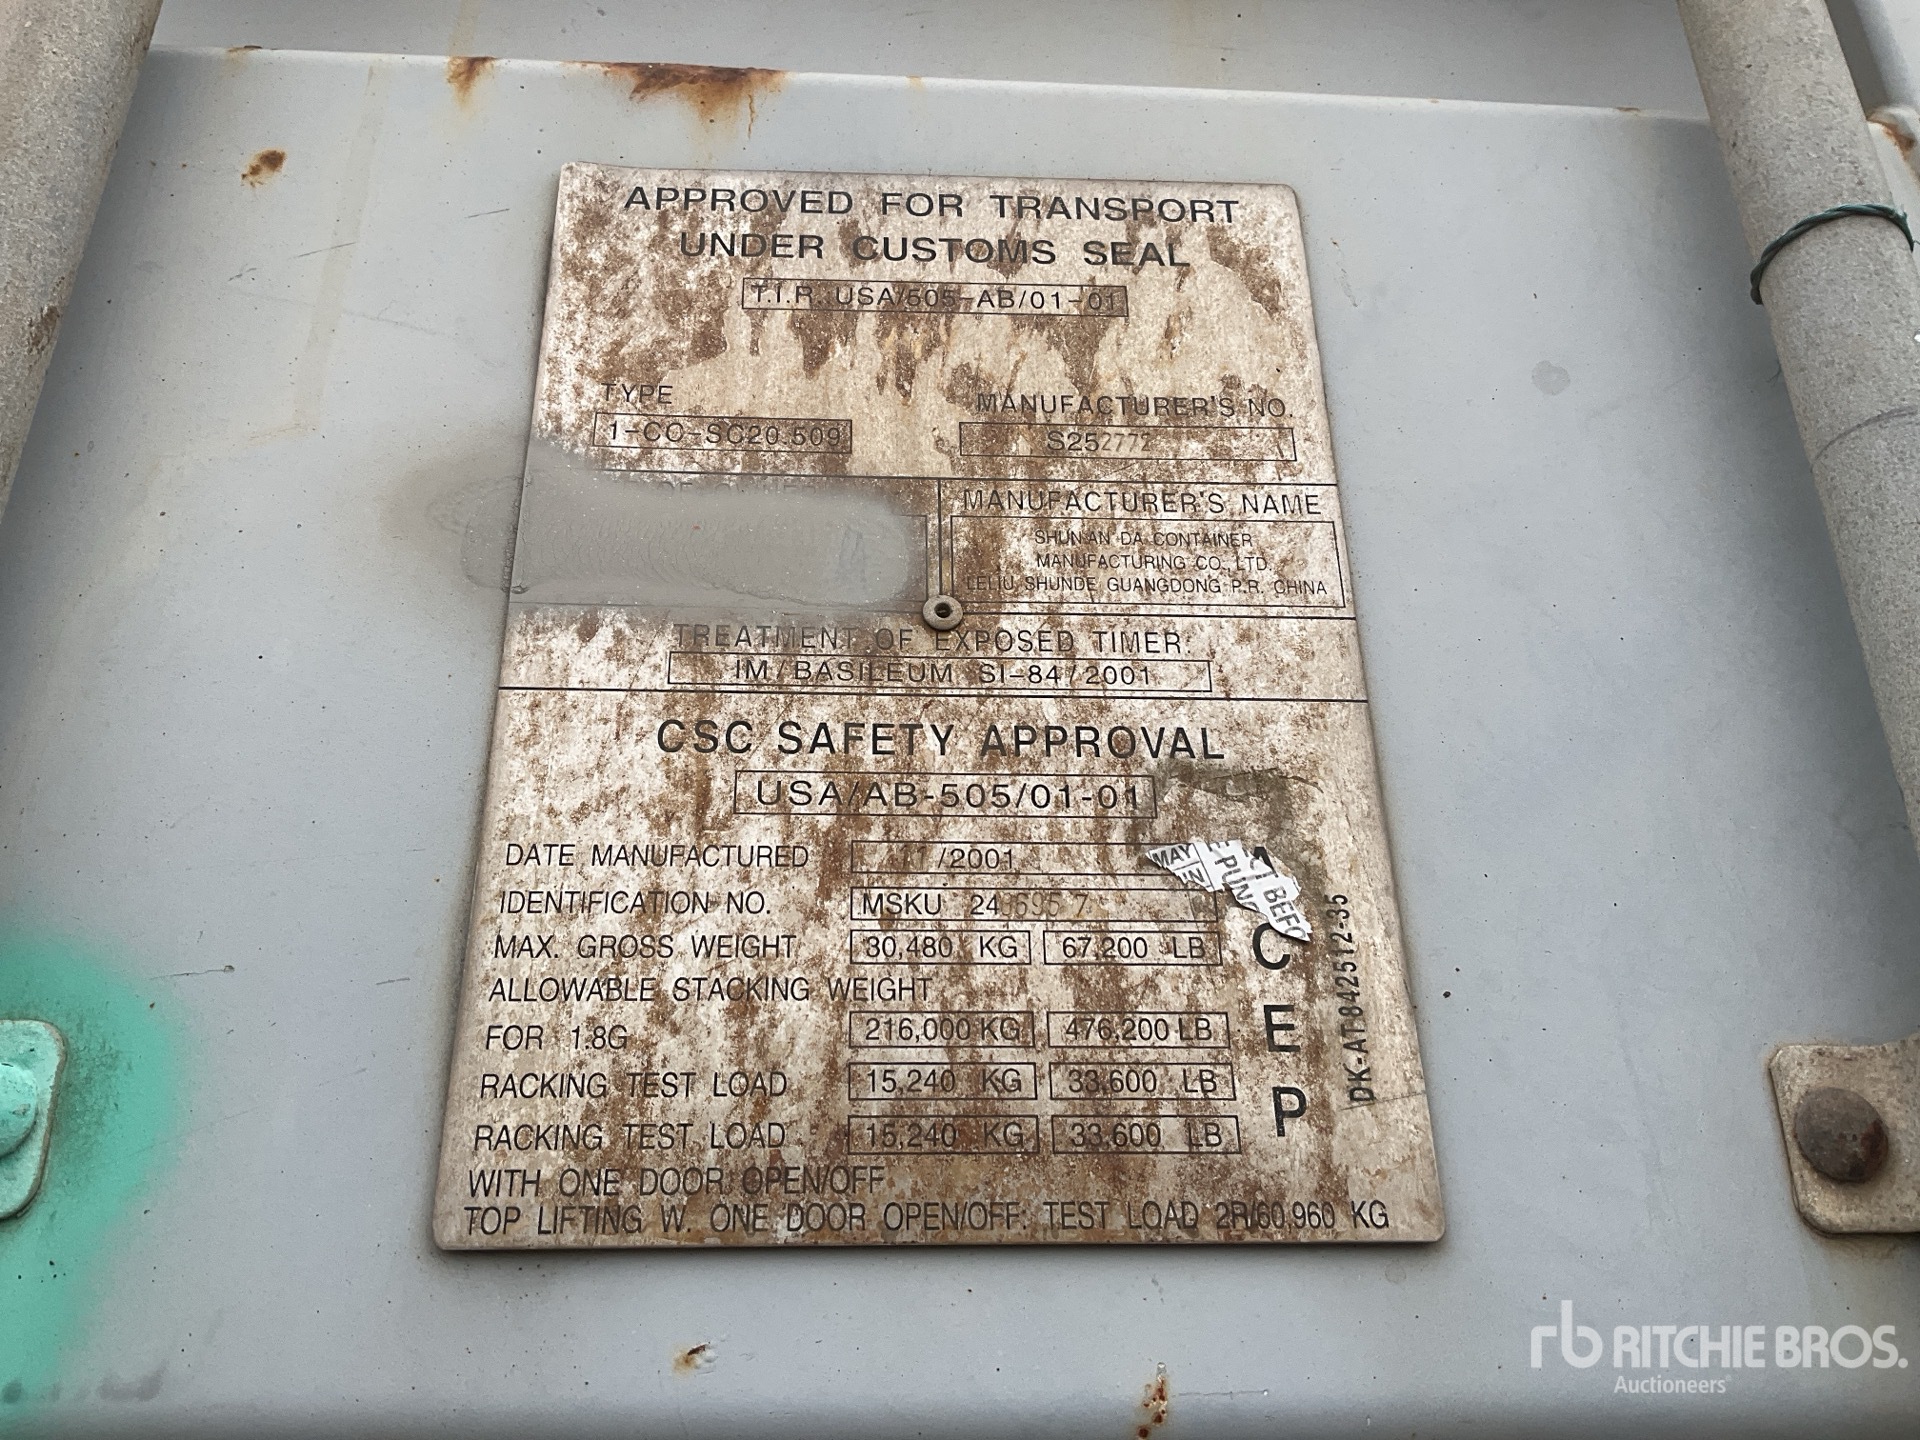 APPROVED FOR TRANSPORT
UNDER CUSTOMS SEAL
T.I.R. USA/505-AB/01-01
TYPE
1-CO-SC20.509
MANUFACTURER'S NO.
S252772
MANUFACTURER'S NAME
SHUN AN DA CONTAINER
MANUFACTURING CO., LTD.
LELIU SHUNDE GUANGDONG P.R. CHINA
TREATMENT OF EXPOSED TIMER:
IM/BASILEUM SI-84/2001
CSC SAFETY APPROVAL
USA/AB-505/01-01
DATE MANUFACTURED /2001
IDENTIFICATION NO. MSKU
MAX. GROSS WEIGHT 30,480 KG 67,200 LB
ALLOWABLE STACKING WEIGHT
FOR 1.8G 216,000 KG 476,200 LB
RACKING TEST LOAD 15,240 KG 33,600 LB
RACKING TEST LOAD 15,240 KG 33,600 LB
WITH ONE DOOR OPEN/OFF
TOP LIFTING W. ONE DOOR OPEN/OFF: TEST LOAD 2R/60,960 KG
MAY
ACEP
DK-AT842512-35
rb RITCHIE BROS.
Auctioneers